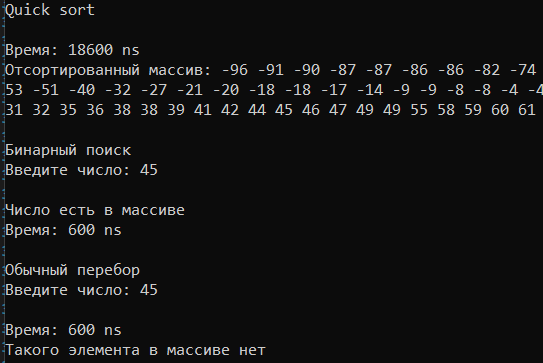 Quick sort
Время: 18600 ns
Отсортированный массив: -96 -91 -90 -87 -87 -86 -86 -82 -74
53 -51 -40 -32 -27 -21 -20 -18 -18 -17 -14 -9 -9 -8 -8 -4 -4
31 32 35 36 38 38 39 41 42 44 45 46 47 49 49 55 58 59 60 61
Бинарный поиск
Введите число: 45
Число есть в массиве
Время: 600 ns
Обычный перебор
Введите число: 45
Время: 600 ns
Такого элемента в массиве нет